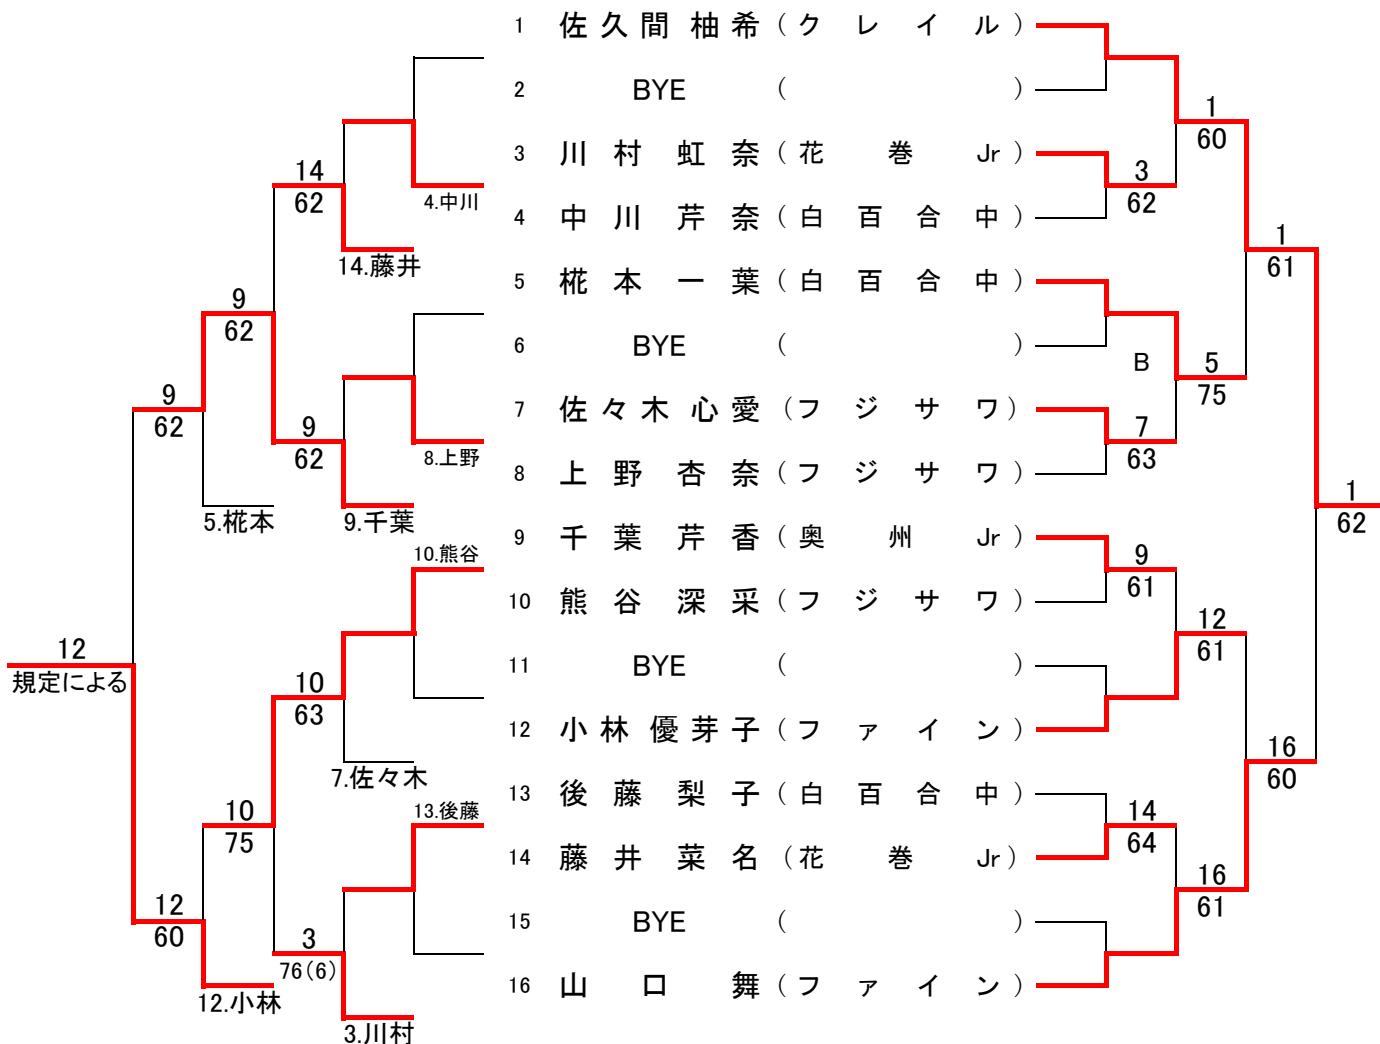 1 佐久間柚希(クレイル)
2 BYE ( )
1
60
3 川村虹奈(花巻Jr)
3
62
14
62
4.中川
4 中川芹奈(白百合中)
1
61
14.藤井
5 椛本一葉(白百合中)
9
62
6 BYE ( )
B
5
75
9
62
7 佐々木心愛(フジサワ)
9
62
8.上野
7
63
8 上野杏奈(フジサワ)
1
62
5.椛本
9.千葉
9 千葉芹香(奥州Jr)
10.熊谷
9
61
10 熊谷深采(フジサワ)
12
61
12
規定による
11 BYE ( )
10
63
12 小林優芽子(ファイン)
16
60
7.佐々木
13 後藤梨子(白百合中)
10
75
13.後藤
14
64
14 藤井菜名(花巻Jr)
16
61
12
60
15 BYE ( )
3
76(6)
16 山口舞(ファイン)
12.小林
3.川村